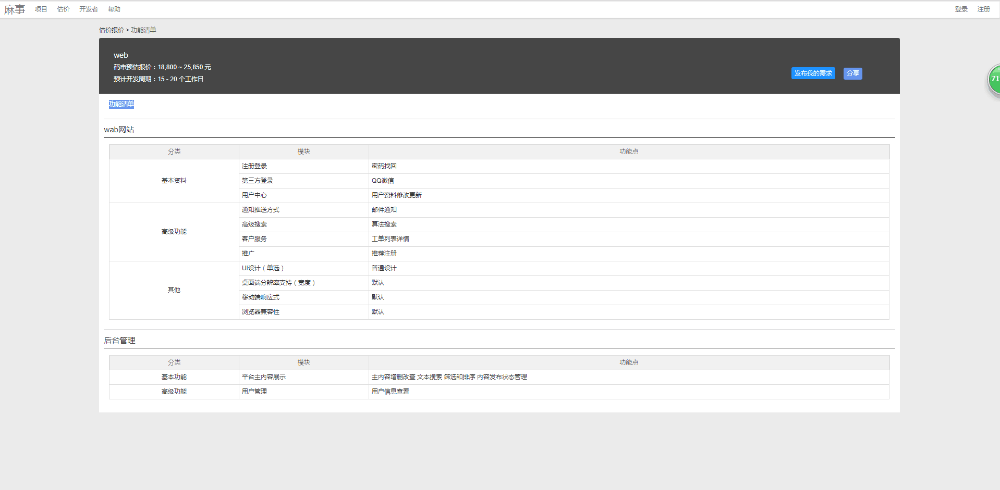 麻事 项目 估价 开发者 帮助 登录 注册
估价报价 > 功能清单
web
码市预估报价：18,800 ~ 25,850 元
预计开发周期：15 - 20 个工作日
发布我的需求 分享
71
功能清单
wab网站
分类 模块 功能点
基本资料
注册登录 密码找回
第三方登录 QQ微信
用户中心 用户资料修改更新
高级功能
通知推送方式 邮件通知
高级搜索 算法搜索
客户服务 工单列表详情
推广 推荐注册
其他
UI设计（单选） 普通设计
桌面端分辨率支持（宽度） 默认
移动端响应式 默认
浏览器兼容性 默认
后台管理
分类 模块 功能点
基本功能 平台主内容展示 主内容增删改查 文本搜索 筛选和排序 内容发布状态管理
高级功能 用户管理 用户信息查看